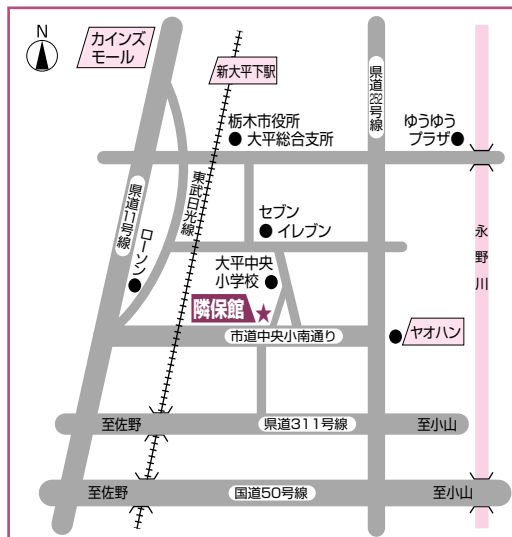 N
カインズ
モール
新大平下駅
県道252号線
栃木市役所
大平総合支所
ゆうゆう
プラザ
県道11号線
東武日光線
セブン
イレブン
永野川
ローソン
大平中央
小学校
隣保館
市道中央小南通り
ヤオハン
至佐野
県道311号線
至小山
至佐野
国道50号線
至小山